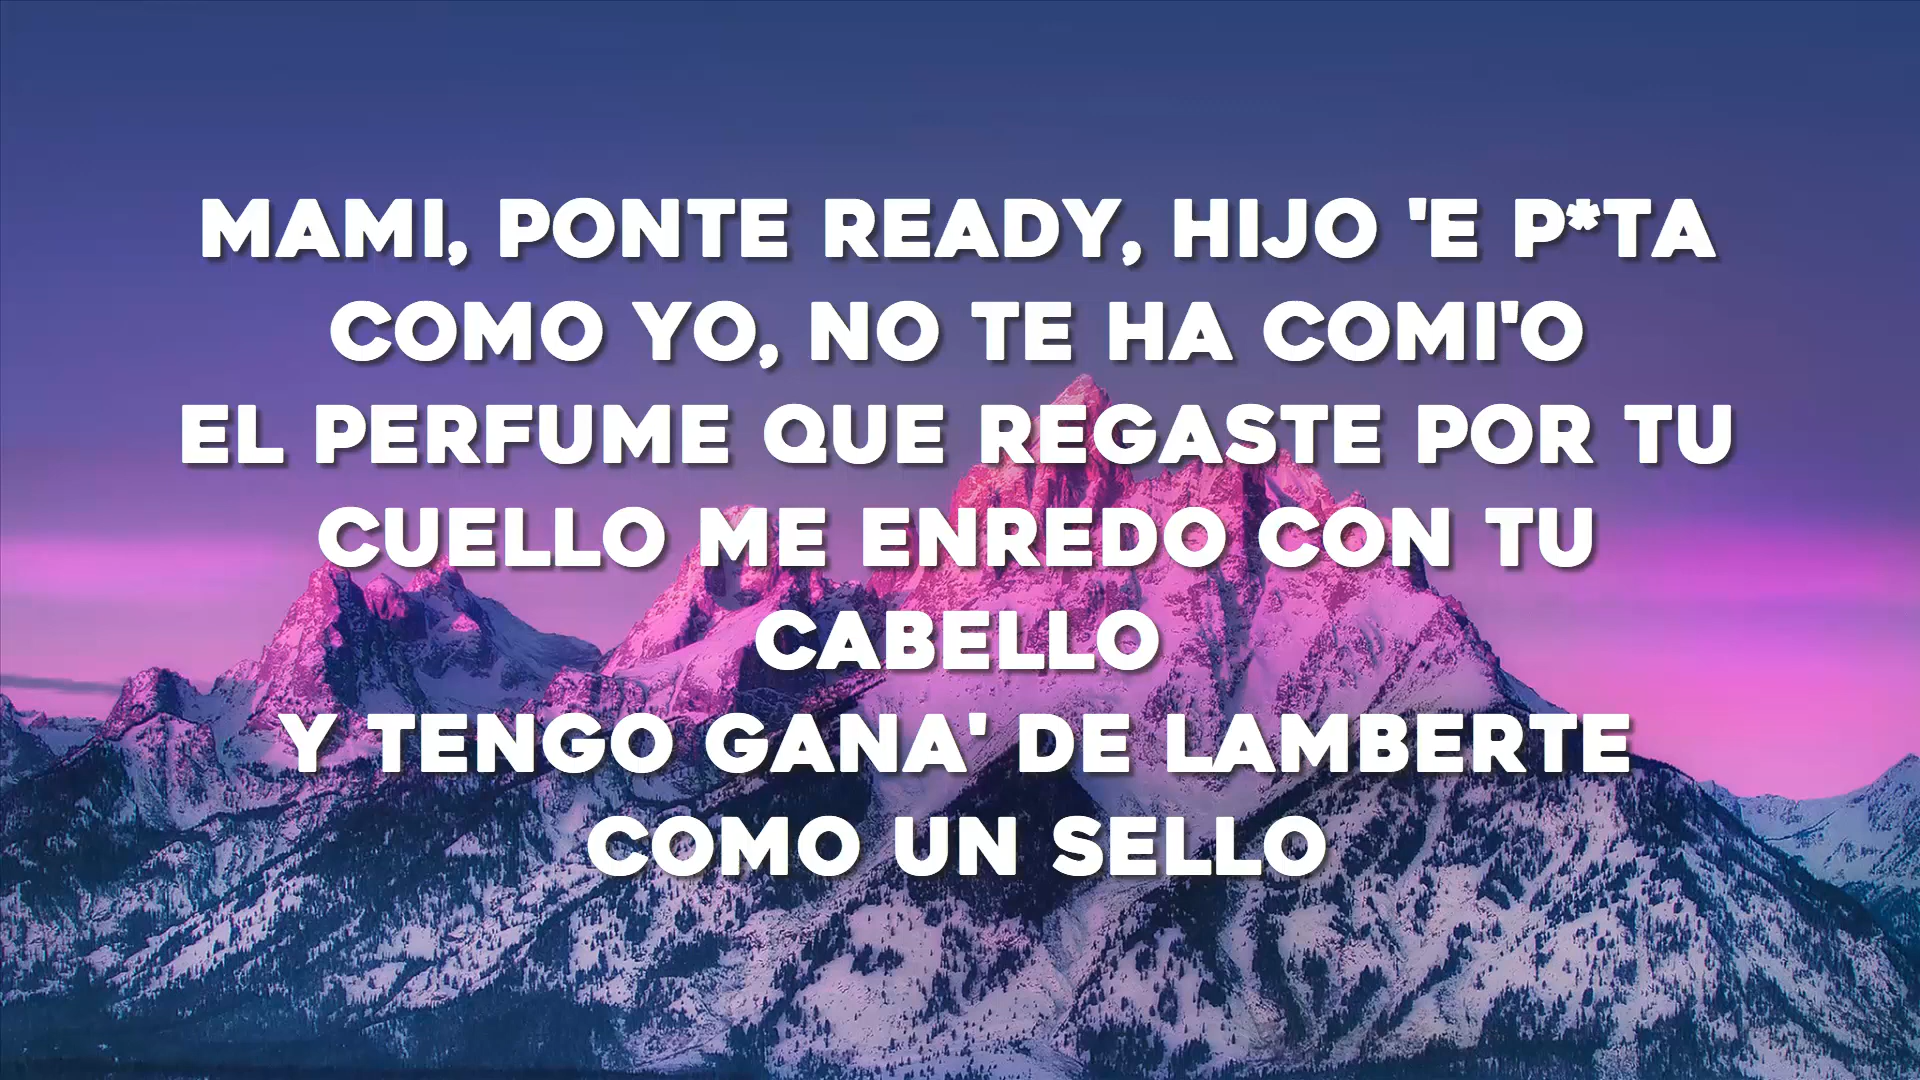 MAMI, PONTE READY, HIJO 'E P*TA
COMO YO, NO TE HA COMI'O
EL PERFUME QUE REGASTE POR TU
CUELLO ME ENREDO CON TU
CABELLO
Y TENGO GANA' DE LAMBERTE
COMO UN SELLO